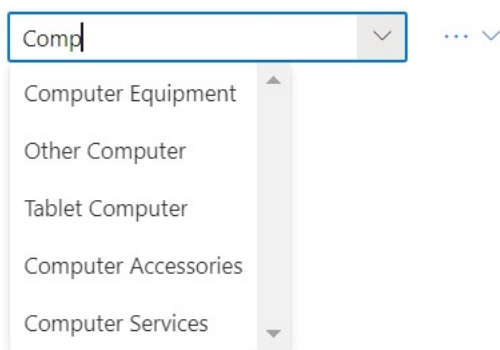 Comp
Computer Equipment
Other Computer
Tablet Computer
Computer Accessories
Computer Services